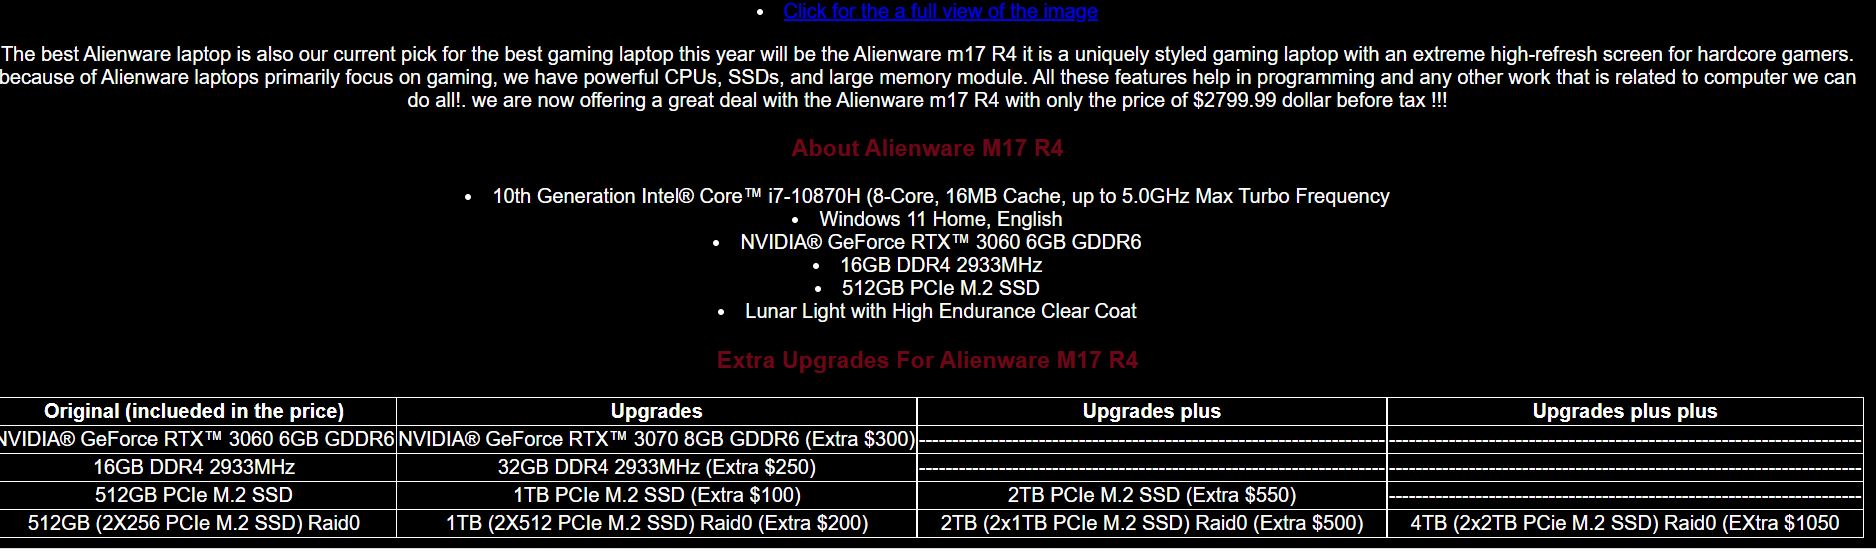 Click for the a full view of the image
The best Alienware laptop is also our current pick for the best gaming laptop this year will be the Alienware m17 R4 it is a uniquely styled gaming laptop with an extreme high-refresh screen for hardcore gamers.
because of Alienware laptops primarily focus on gaming, we have powerful CPUs, SSDs, and large memory module. All these features help in programming and any other work that is related to computer we can
do all!. we are now offering a great deal with the Alienware m17 R4 with only the price of $2799.99 dollar before tax !!!
About Alienware M17 R4
10th Generation Intel® Core™ i7-10870H (8-Core, 16MB Cache, up to 5.0GHz Max Turbo Frequency
Windows 11 Home, English
NVIDIA® GeForce RTX™ 3060 6GB GDDR6
16GB DDR4 2933MHz
512GB PCIe M.2 SSD
Lunar Light with High Endurance Clear Coat
Extra Upgrades For Alienware M17 R4
Original (inclueded in the price) Upgrades Upgrades plus Upgrades plus plus
NVIDIA® GeForce RTX™ 3060 6GB GDDR6 NVIDIA® GeForce RTX™ 3070 8GB GDDR6 (Extra $300)
16GB DDR4 2933MHz 32GB DDR4 2933MHz (Extra $250)
512GB PCIe M.2 SSD 1TB PCIe M.2 SSD (Extra $100) 2TB PCIe M.2 SSD (Extra $550)
512GB (2X256 PCIe M.2 SSD) Raid0 1TB (2X512 PCIe M.2 SSD) Raid0 (Extra $200) 2TB (2x1TB PCIe M.2 SSD) Raid0 (Extra $500) 4TB (2x2TB PCie M.2 SSD) Raid0 (EXtra $1050